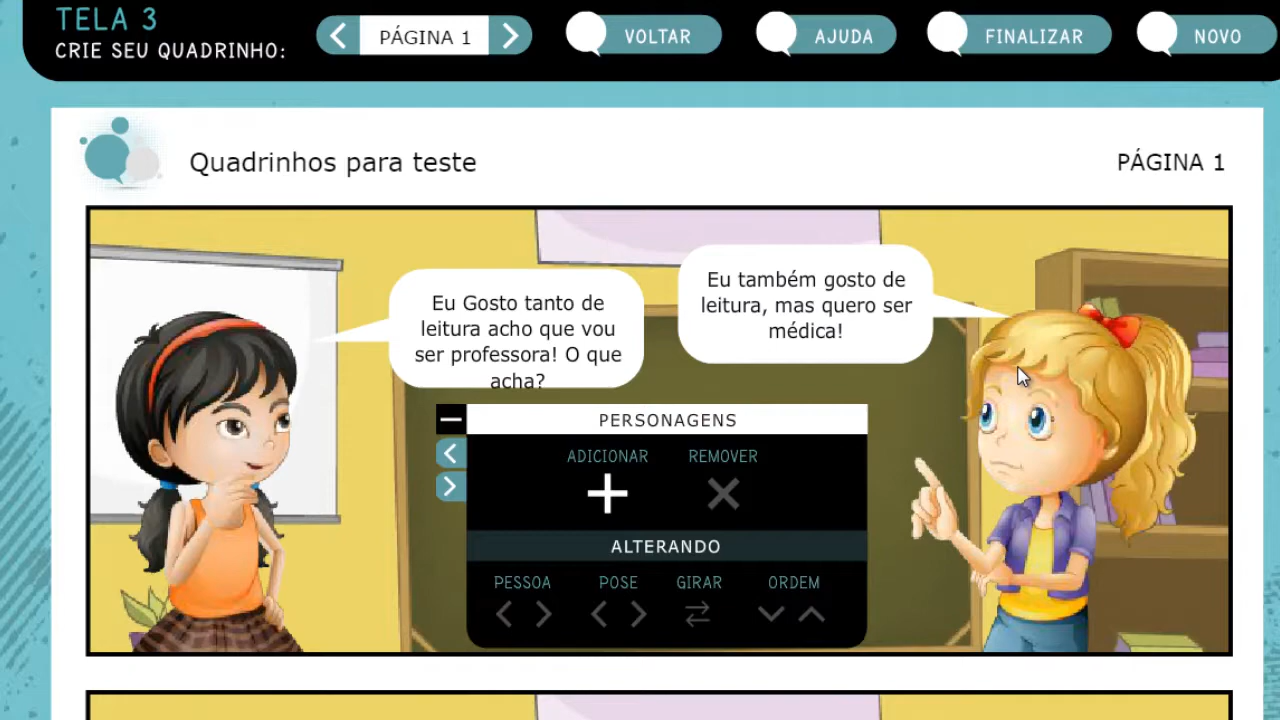 TELA 3
CRIE SEU QUADRINHO:
PÁGINA 1
VOLTAR
AJUDA
FINALIZAR
NOVO
Quadrinhos para teste
PÁGINA 1
Eu Gosto tanto de
leitura acho que vou
ser professora! O que
acha?
Eu também gosto de
leitura, mas quero ser
médica!
PERSONAGENS
ADICIONAR
REMOVER
ALTERANDO
PESSOA
POSE
GIRAR
ORDEM